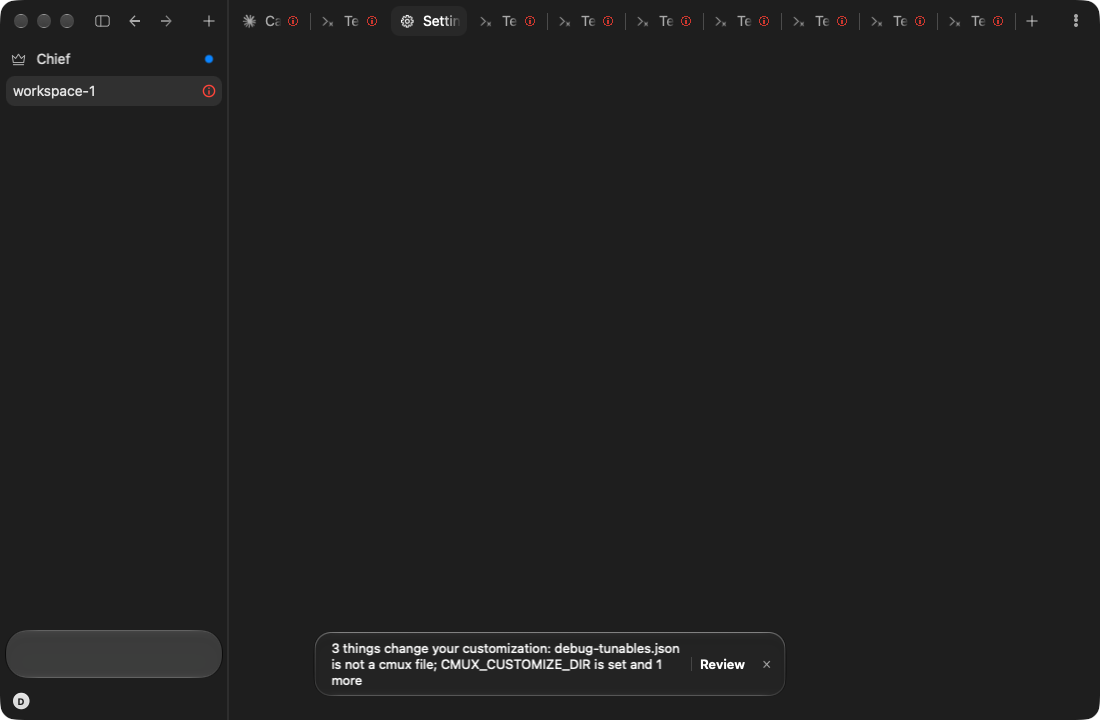 Ca
Te
Settin
Te
Te
Te
Te
Te
Te
Te
Chief
workspace-1
3 things change your customization: debug-tunables.json
is not a cmux file; CMUX_CUSTOMIZE_DIR is set and 1
more
Review
D